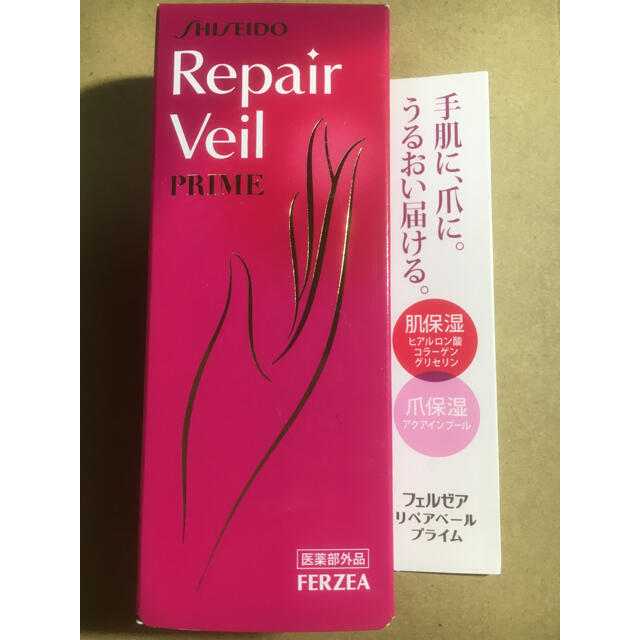 SHISEIDO
Repair
Veil
PRIME
医薬部外品
FERZEA
手肌に、爪に。
うるおい届ける。
肌保湿
ヒアルロン酸
コラーゲン
グリセリン
爪保湿
アクアインプール
フェルゼア
リペアベール
プライム